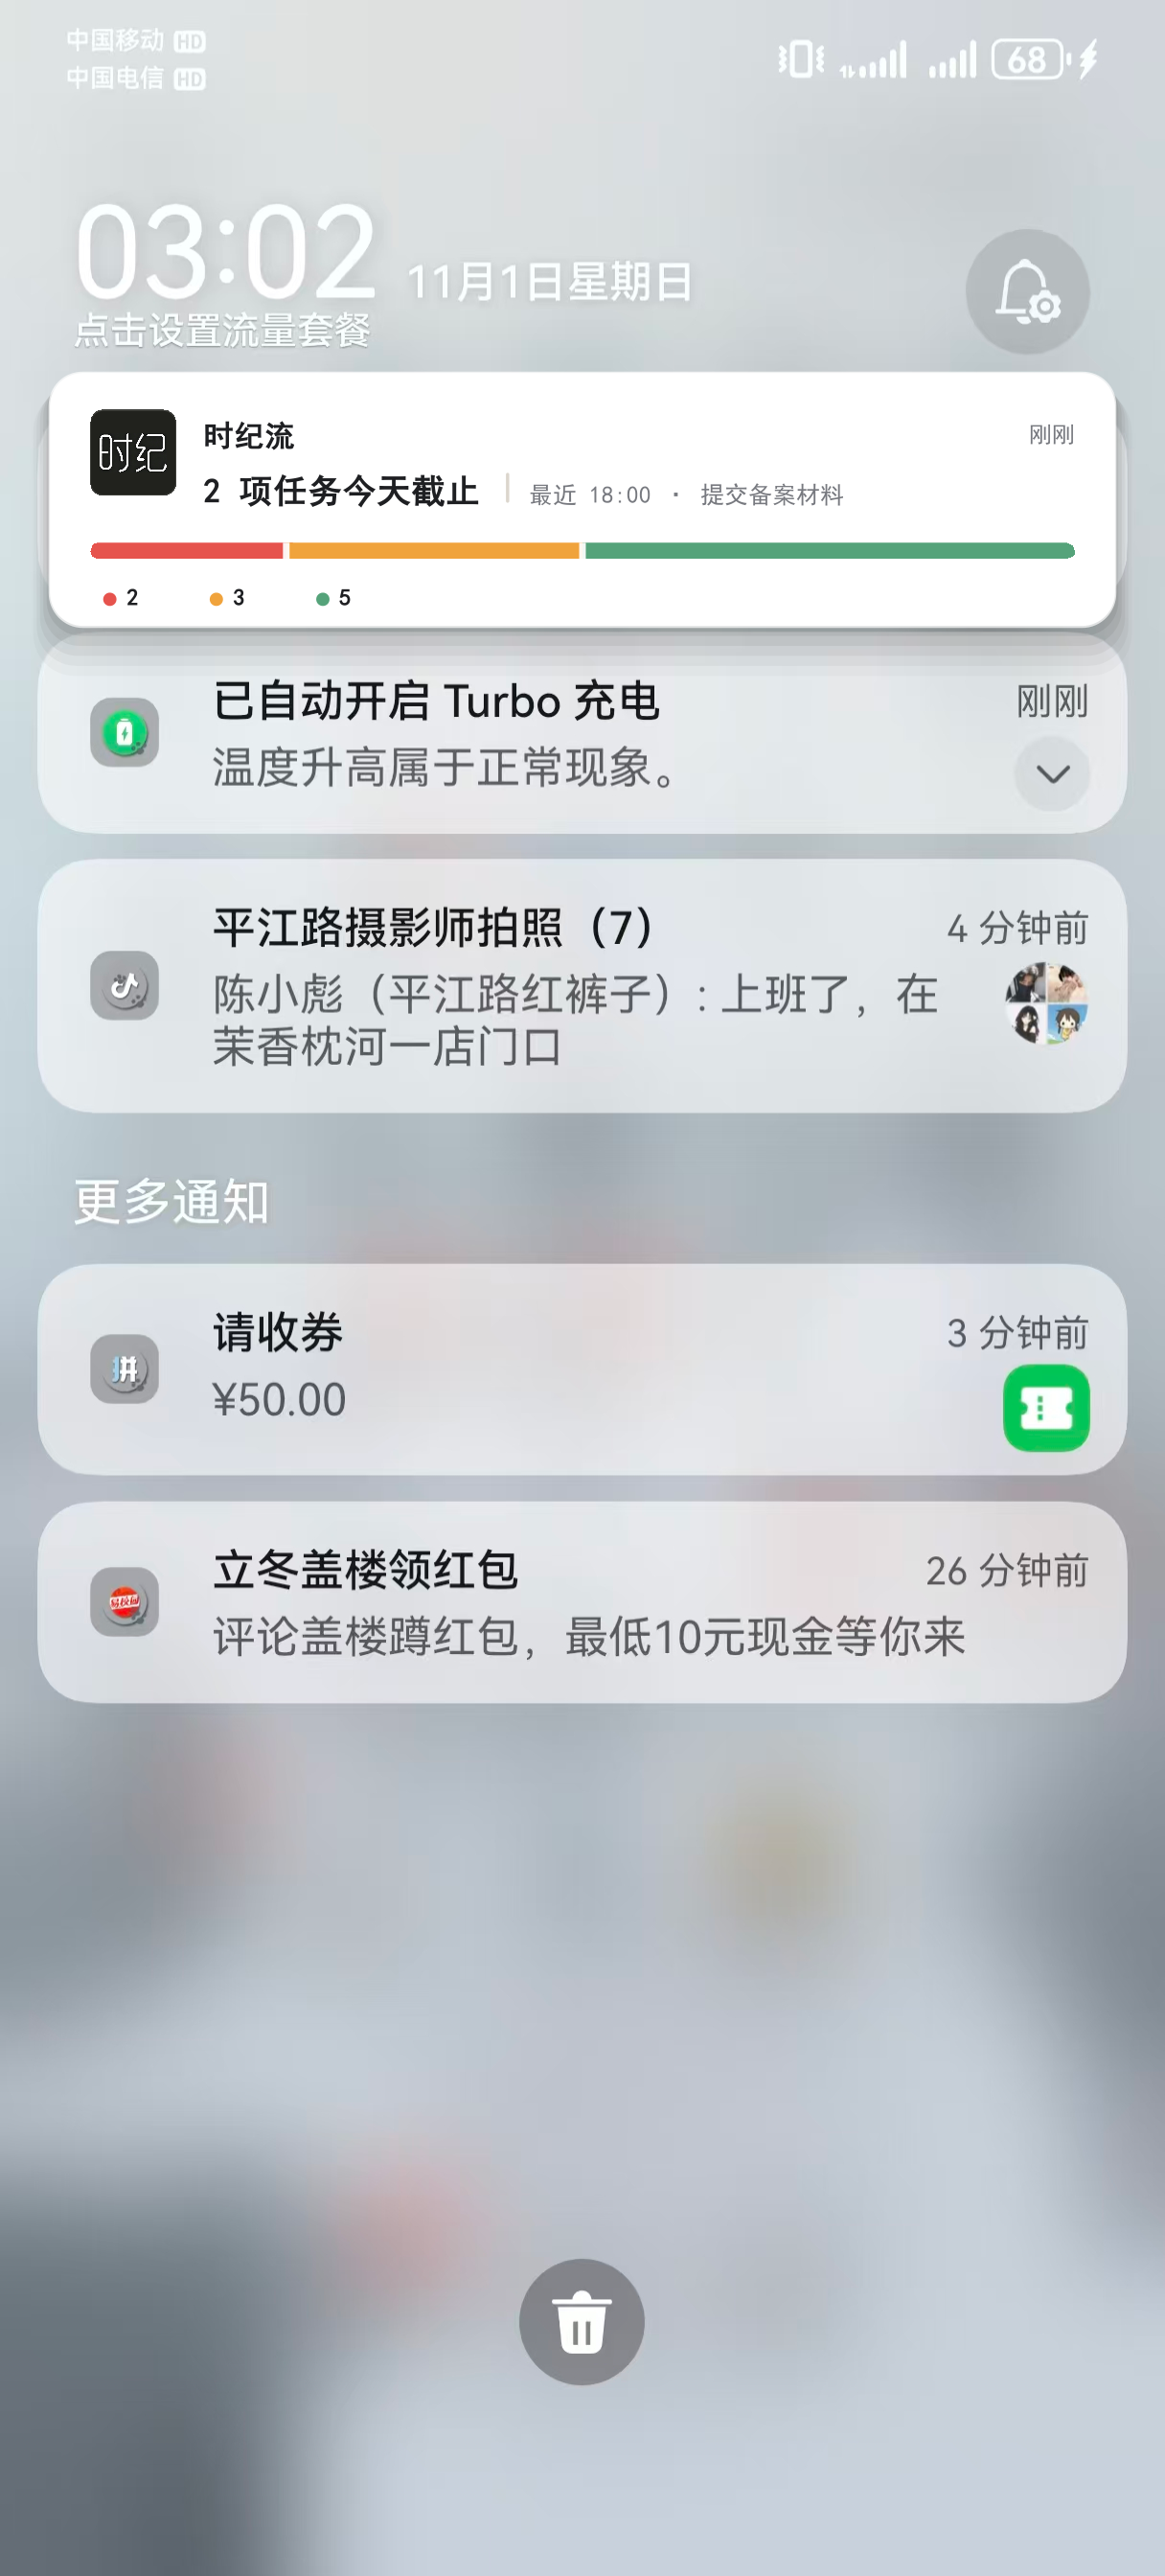 中国移动 HD
中国电信 HD
68
03:02 11月1日星期日
点击设置流量套餐
时纪
时纪流 刚刚
2 项任务今天截止 最近 18:00 · 提交备案材料
2 3 5
已自动开启 Turbo 充电 刚刚
温度升高属于正常现象。
平江路摄影师拍照（7） 4 分钟前
陈小彪（平江路红裤子）: 上班了，在
茉香枕河一店门口
更多通知
拼
请收券 3 分钟前
¥50.00
易校园
立冬盖楼领红包 26 分钟前
评论盖楼蹲红包，最低10元现金等你来